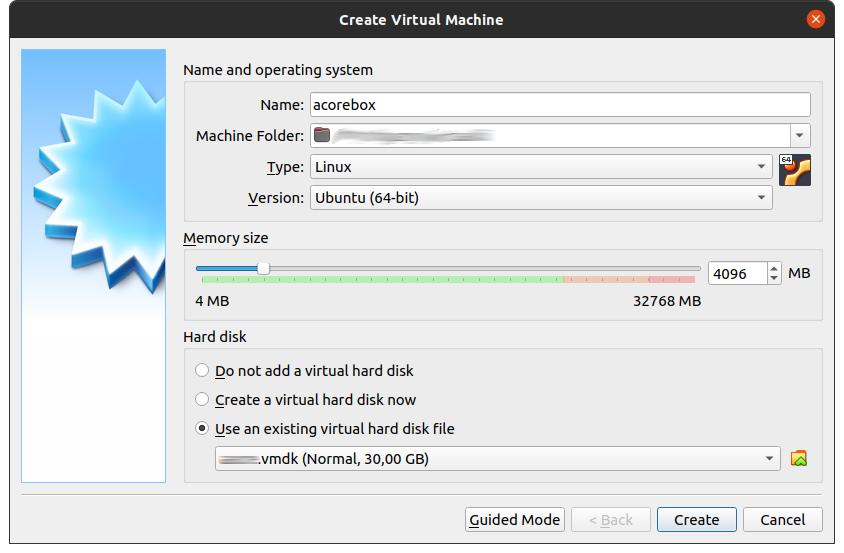 Create Virtual Machine
Name and operating system
Name: acorebox
Machine Folder:
Type: Linux
64
Version: Ubuntu (64-bit)
Memory size
4096 MB
4 MB 32768 MB
Hard disk
Do not add a virtual hard disk
Create a virtual hard disk now
Use an existing virtual hard disk file
.vmdk (Normal, 30,00 GB)
Guided Mode < Back Create Cancel